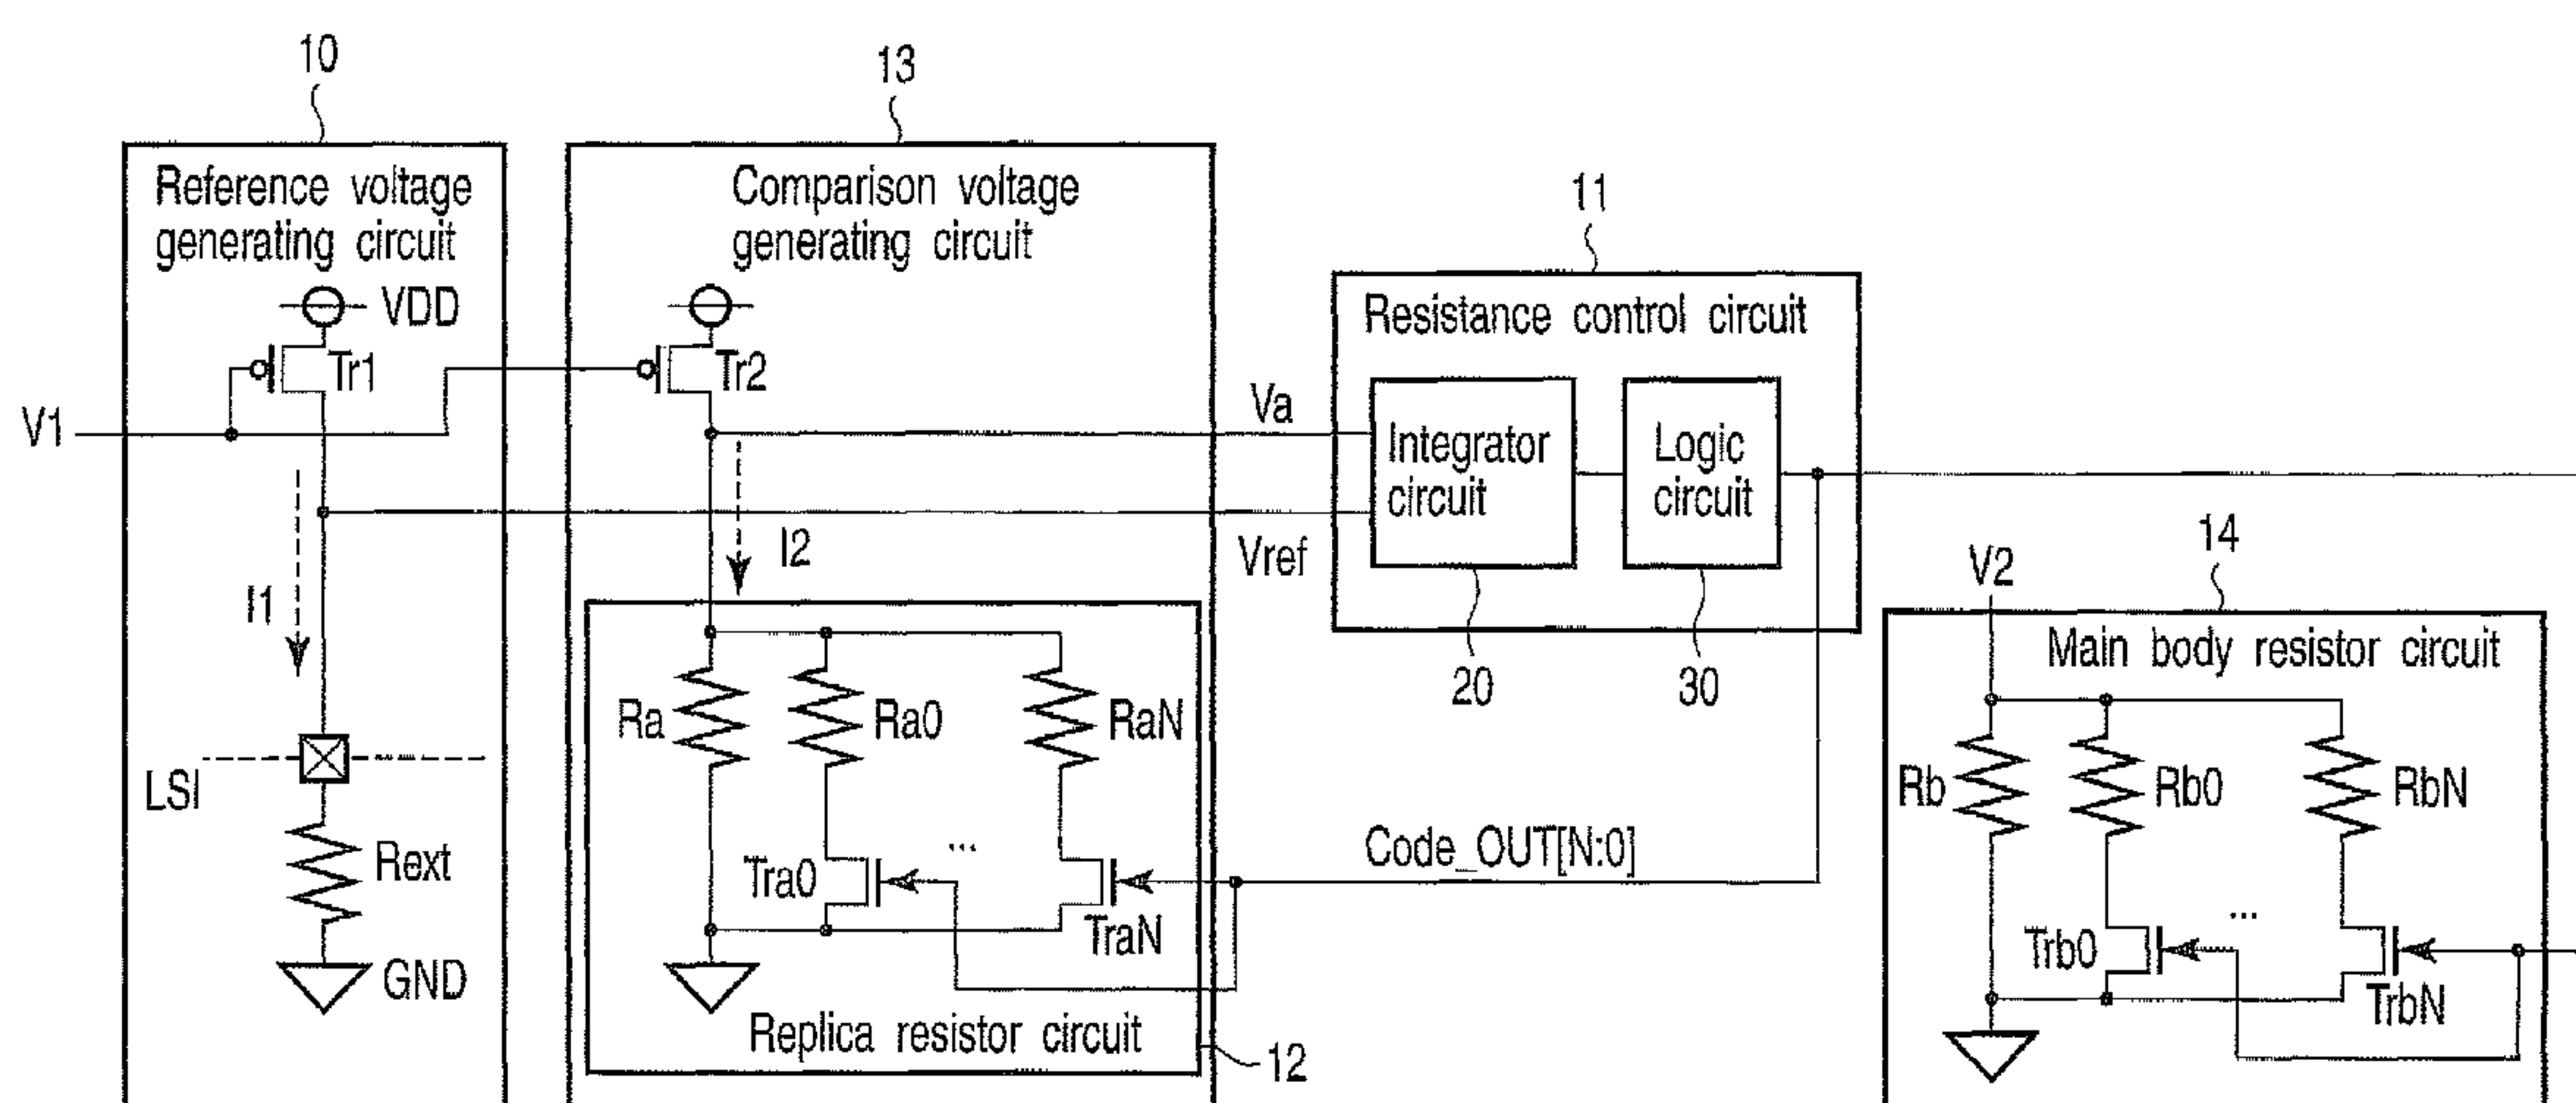 10
Reference voltage
generating circuit
VDD
Tr1
V1
I1
LSI
Rext
GND
13
Comparison voltage
generating circuit
Tr2
I2
Va
Vref
Ra
Ra0
RaN
Tra0
...
TraN
Replica resistor circuit
12
11
Resistance control circuit
Integrator
circuit
Logic
circuit
20
30
Code_OUT[N:0]
14
V2
Main body resistor circuit
Rb
Rb0
RbN
Trb0
...
TrbN